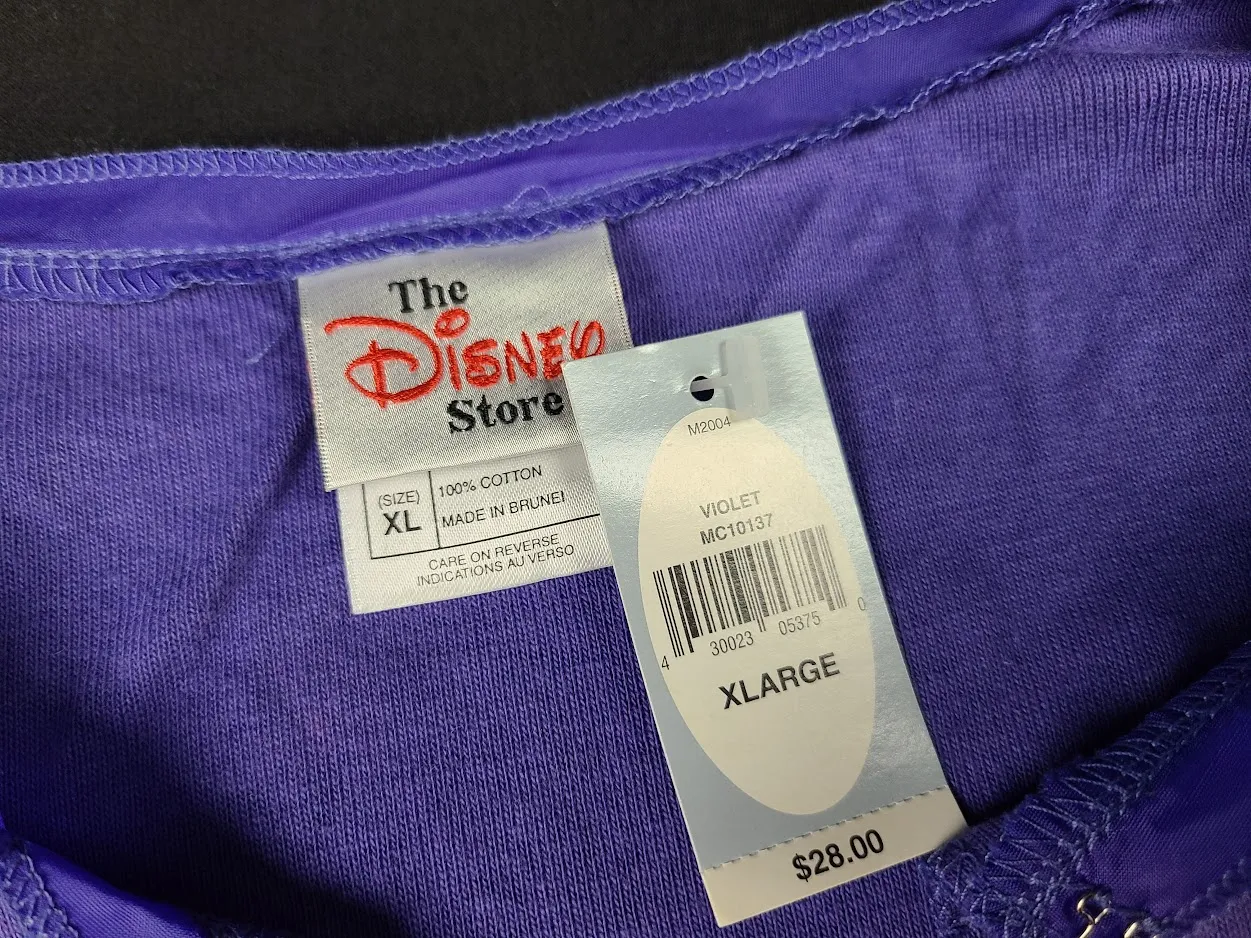 The
DISNEY
Store
(SIZE)
XL
100% COTTON
MADE IN BRUNEI
CARE ON REVERSE
INDICATIONS AU VERSO
M2004
VIOLET
MC10137
4 30023 05375 0
XLARGE
$28.00